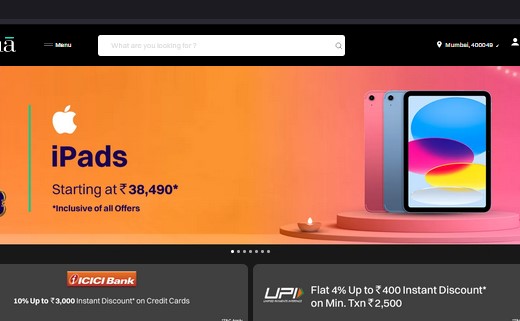 Menu
What are you looking for ?
Mumbai, 400049
iPads
Starting at ₹38,490*
*Inclusive of all Offers
ICICI Bank
10% Up to ₹3,000 Instant Discount* on Credit Cards
UPI
Flat 4% Up to ₹400 Instant Discount*
on Min. Txn ₹2,500